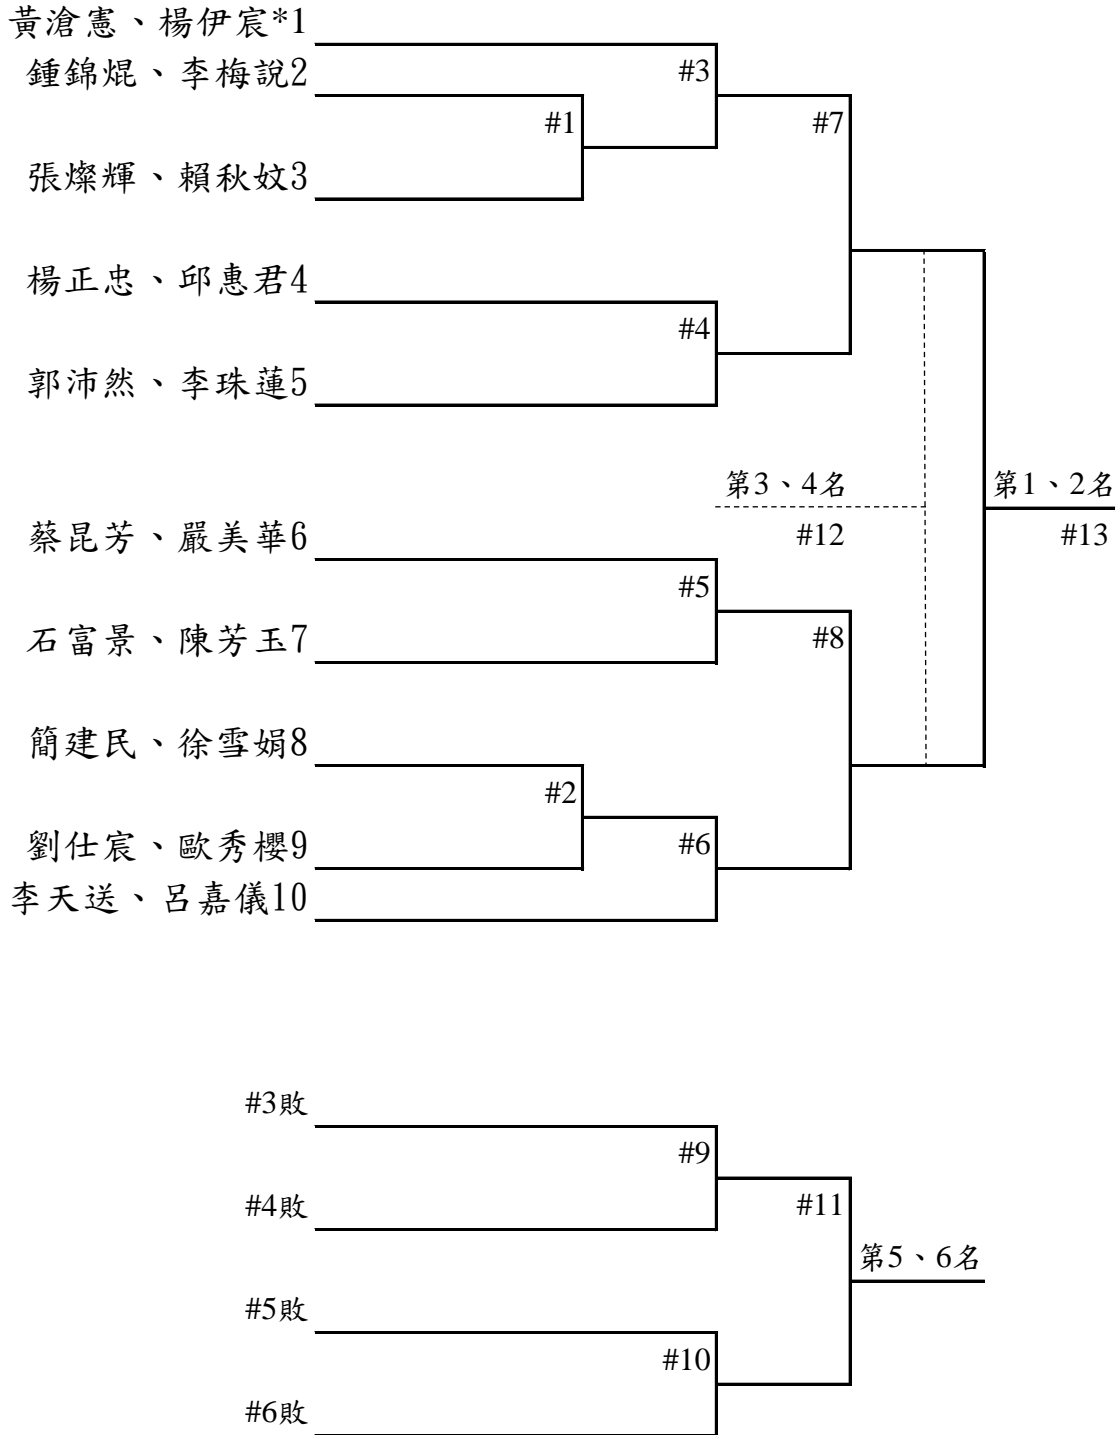 黃滄憲、楊伊宸*1
#3
鍾錦焜、李梅說2
#1
#7
張燦輝、賴秋妏3
楊正忠、邱惠君4
#4
郭沛然、李珠蓮5
第3、4名
第1、2名
#12
#13
蔡昆芳、嚴美華6
#5
石富景、陳芳玉7
#8
簡建民、徐雪娟8
#2
劉仕宸、歐秀櫻9
#6
李天送、呂嘉儀10
#3敗
#9
#4敗
#11
第5、6名
#5敗
#10
#6敗